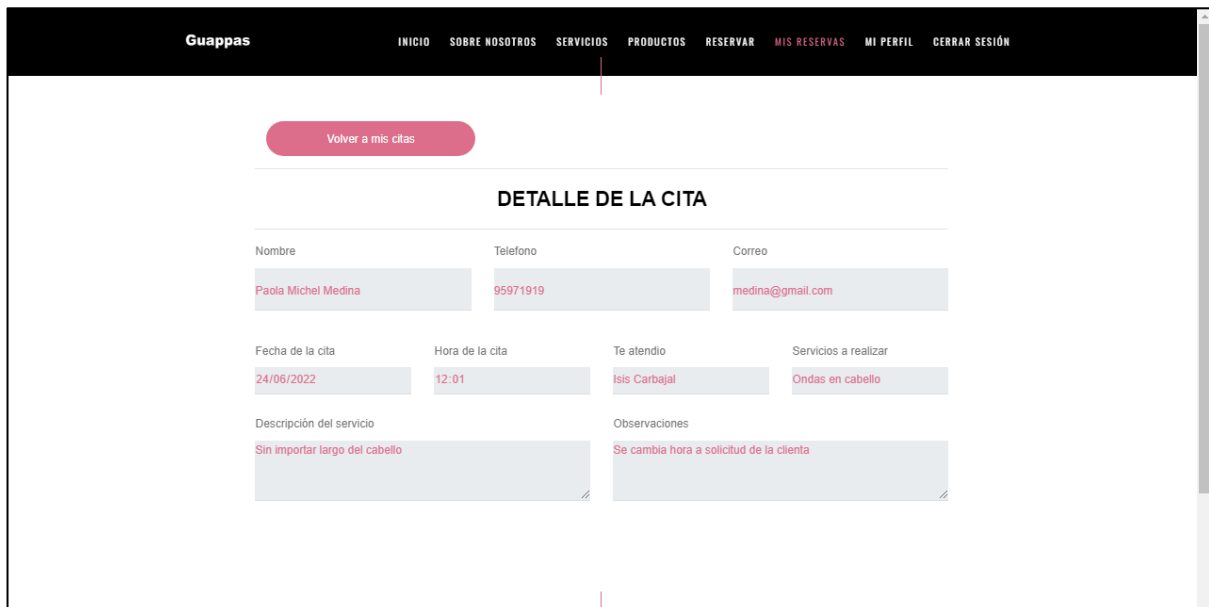 Guappas
INICIO SOBRE NOSOTROS SERVICIOS PRODUCTOS RESERVAR MIS RESERVAS MI PERFIL CERRAR SESIÓN
Volver a mis citas
DETALLE DE LA CITA
Nombre Telefono Correo
Paola Michel Medina 95971919 medina@gmail.com
Fecha de la cita Hora de la cita Te atendio Servicios a realizar
24/06/2022 12:01 Isis Carbajal Ondas en cabello
Descripción del servicio Observaciones
Sin importar largo del cabello Se cambia hora a solicitud de la clienta